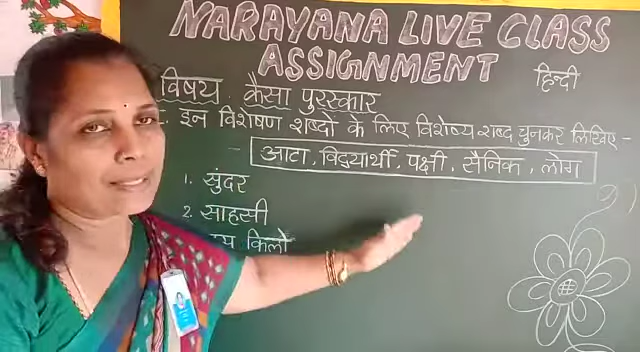 NARAYANA LIVE CLASS
ASSIGNMENT
हिन्दी
विषय - कैसा पुरस्कार
I. इन विशेषण शब्दों के लिए विशेष्य शब्द चुनकर लिखिए -
- आटा, विद्यार्थी, पक्षी, सैनिक, लोग
1. सुंदर
2. साहसी
किलो